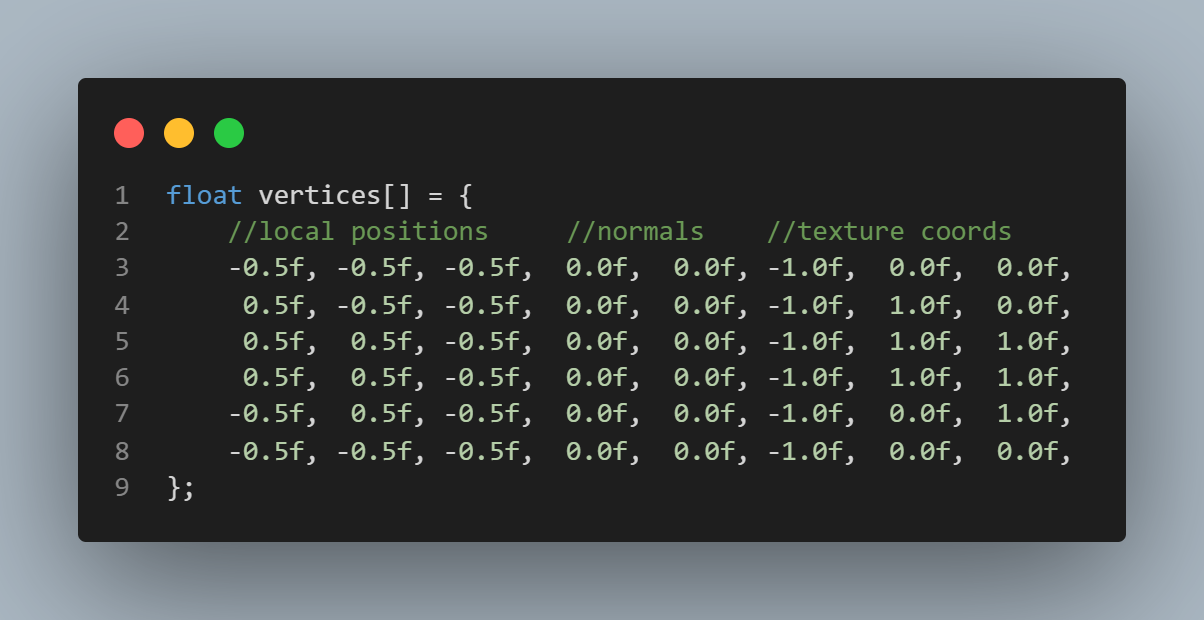 1 float vertices[] = {
2     //local positions     //normals    //texture coords
3     -0.5f, -0.5f, -0.5f,  0.0f,  0.0f, -1.0f,  0.0f,  0.0f,
4      0.5f, -0.5f, -0.5f,  0.0f,  0.0f, -1.0f,  1.0f,  0.0f,
5      0.5f,  0.5f, -0.5f,  0.0f,  0.0f, -1.0f,  1.0f,  1.0f,
6      0.5f,  0.5f, -0.5f,  0.0f,  0.0f, -1.0f,  1.0f,  1.0f,
7     -0.5f,  0.5f, -0.5f,  0.0f,  0.0f, -1.0f,  0.0f,  1.0f,
8     -0.5f, -0.5f, -0.5f,  0.0f,  0.0f, -1.0f,  0.0f,  0.0f,
9 };